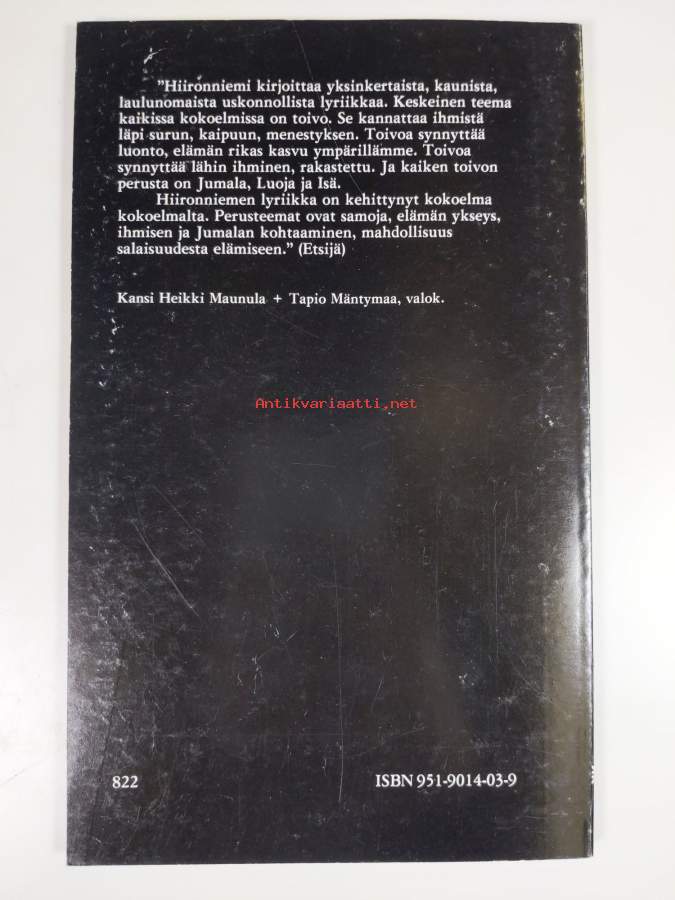 "Hiironniemi kirjoittaa yksinkertaista, kaunista,
laulunomaista uskonnollista lyriikkaa. Keskeinen teema
kaikissa kokoelmissa on toivo. Se kannattaa ihmistä
läpi surun, kaipuun, menestyksen. Toivoa synnyttää
luonto, elämän rikas kasvu ympärillämme. Toivoa
synnyttää lähin ihminen, rakastettu. Ja kaiken toivon
perusta on Jumala, Luoja ja Isä.
Hiironniemen lyriikka on kehittynyt kokoelma
kokoelmalta. Perusteemat ovat samoja, elämän ykseys,
ihmisen ja Jumalan kohtaaminen, mahdollisuus
salaisuudesta elämiseen." (Etsijä)
Kansi Heikki Maunula + Tapio Mäntymaa, valok.
Antikvariaatti.net
822
ISBN 951-9014-03-9